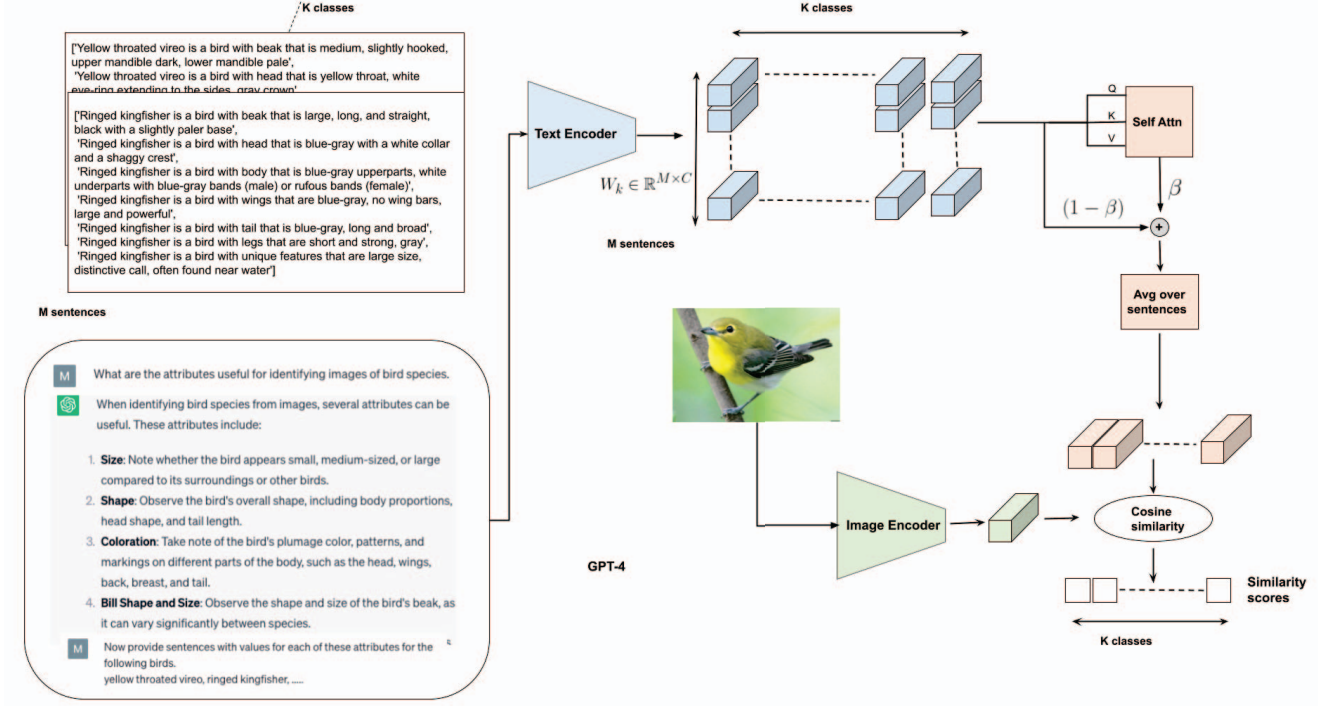 K classes
['Yellow throated vireo is a bird with beak that is medium, slightly hooked,
upper mandible dark, lower mandible pale',
'Yellow throated vireo is a bird with head that is yellow throat, white
eye-ring extending to the sides, gray crown'
['Ringed kingfisher is a bird with beak that is large, long, and straight,
black with a slightly paler base',
'Ringed kingfisher is a bird with head that is blue-gray with a white collar
and a shaggy crest',
'Ringed kingfisher is a bird with body that is blue-gray upperparts, white
underparts with blue-gray bands (male) or rufous bands (female)',
'Ringed kingfisher is a bird with wings that are blue-gray, no wing bars,
large and powerful',
'Ringed kingfisher is a bird with tail that is blue-gray, long and broad',
'Ringed kingfisher is a bird with legs that are short and strong, gray',
'Ringed kingfisher is a bird with unique features that are large size,
distinctive call, often found near water']
M sentences
M
What are the attributes useful for identifying images of bird species.
When identifying bird species from images, several attributes can be
useful. These attributes include:
1. Size: Note whether the bird appears small, medium-sized, or large
compared to its surroundings or other birds.
2. Shape: Observe the bird's overall shape, including body proportions,
head shape, and tail length.
3. Coloration: Take note of the bird's plumage color, patterns, and
markings on different parts of the body, such as the head, wings,
back, breast, and tail.
4. Bill Shape and Size: Observe the shape and size of the bird's beak, as
it can vary significantly between species.
M
Now provide sentences with values for each of these attributes for the
following birds.
yellow throated vireo, ringed kingfisher, .....
Text Encoder
K classes
W_k ∈ ℝ^{M×C}
M sentences
Q
K
V
Self Attn
β
(1 − β)
+
Avg over
sentences
Image Encoder
GPT-4
Cosine
similarity
Similarity
scores
K classes